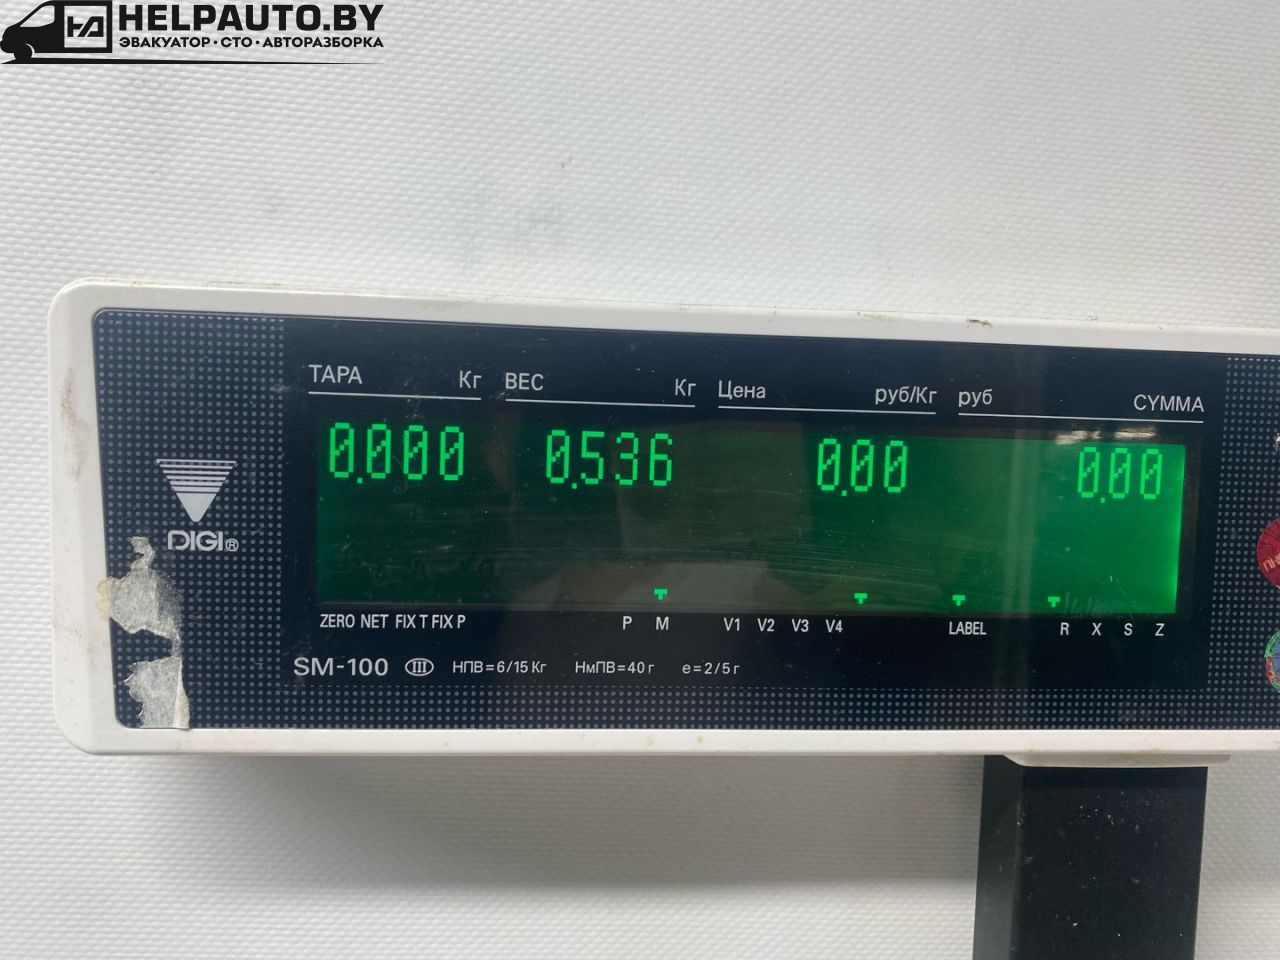 HELPAUTO.BY
ЭВАКУАТОР·СТО·АВТОРАЗБОРКА
ТАРА Кг ВЕС Кг Цена руб/Кг руб СУММА
0.000 0.536 0.00 0.00
DIGI®
ZERO NET FIX T FIX P P M V1 V2 V3 V4 LABEL R X S Z
SM-100 III НПВ=6/15 Кг НмПВ=40 г e=2/5 г